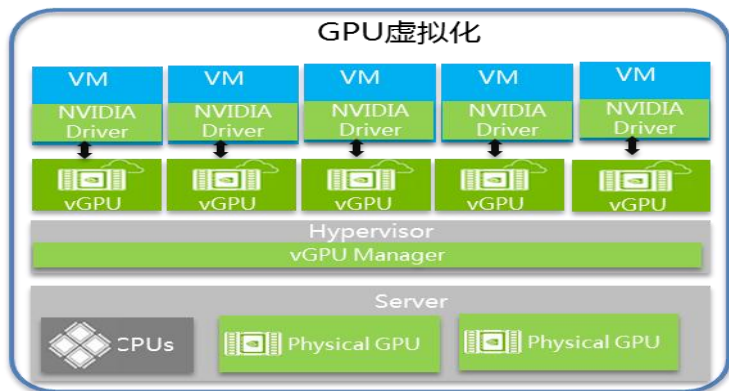 GPU虚拟化
VM VM VM VM VM
NVIDIA Driver NVIDIA Driver NVIDIA Driver NVIDIA Driver NVIDIA Driver
vGPU vGPU vGPU vGPU vGPU
Hypervisor
vGPU Manager
Server
CPUs Physical GPU Physical GPU